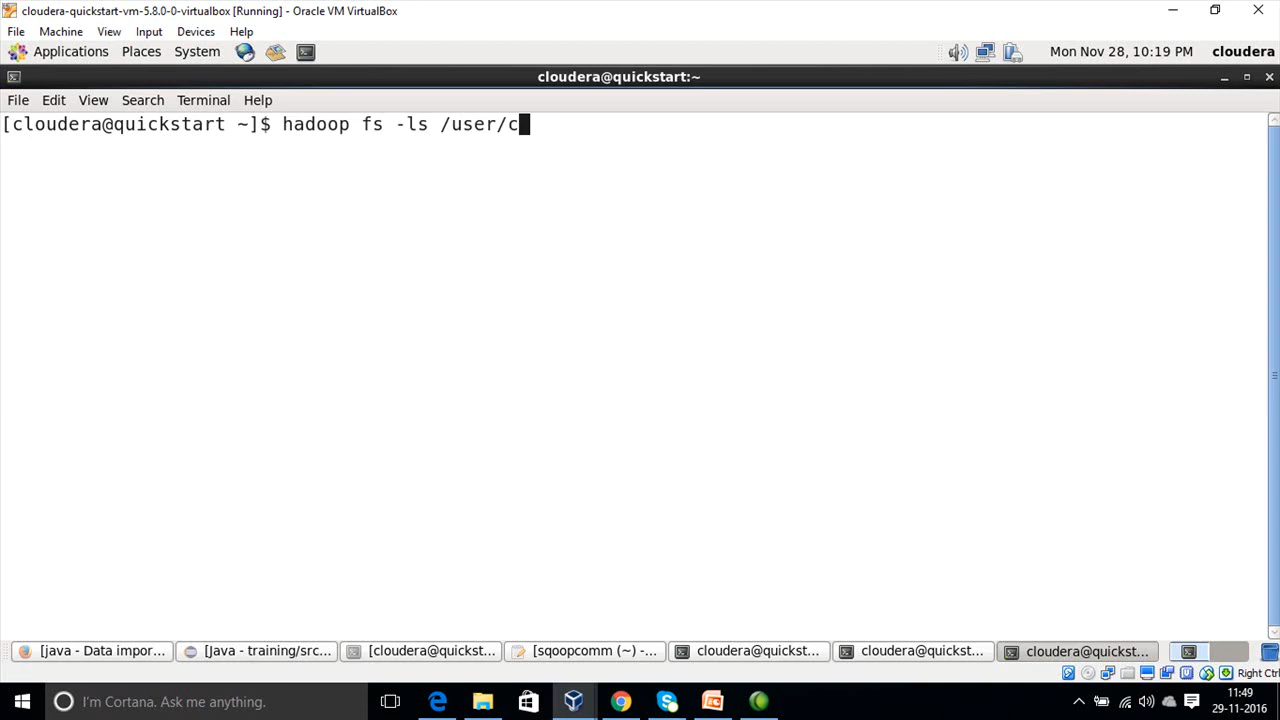 cloudera-quickstart-vm-5.8.0-0-virtualbox [Running] - Oracle VM VirtualBox
File Machine View Input Devices Help
Applications Places System Mon Nov 28, 10:19 PM cloudera
cloudera@quickstart:~
File Edit View Search Terminal Help
[cloudera@quickstart ~]$ hadoop fs -ls /user/c
[java - Data impor... [Java - training/src... [cloudera@quickst... [sqoopcomm (~) -... cloudera@quickst... cloudera@quickst... cloudera@quickst...
Right Ctrl
I'm Cortana. Ask me anything. 11:49
29-11-2016